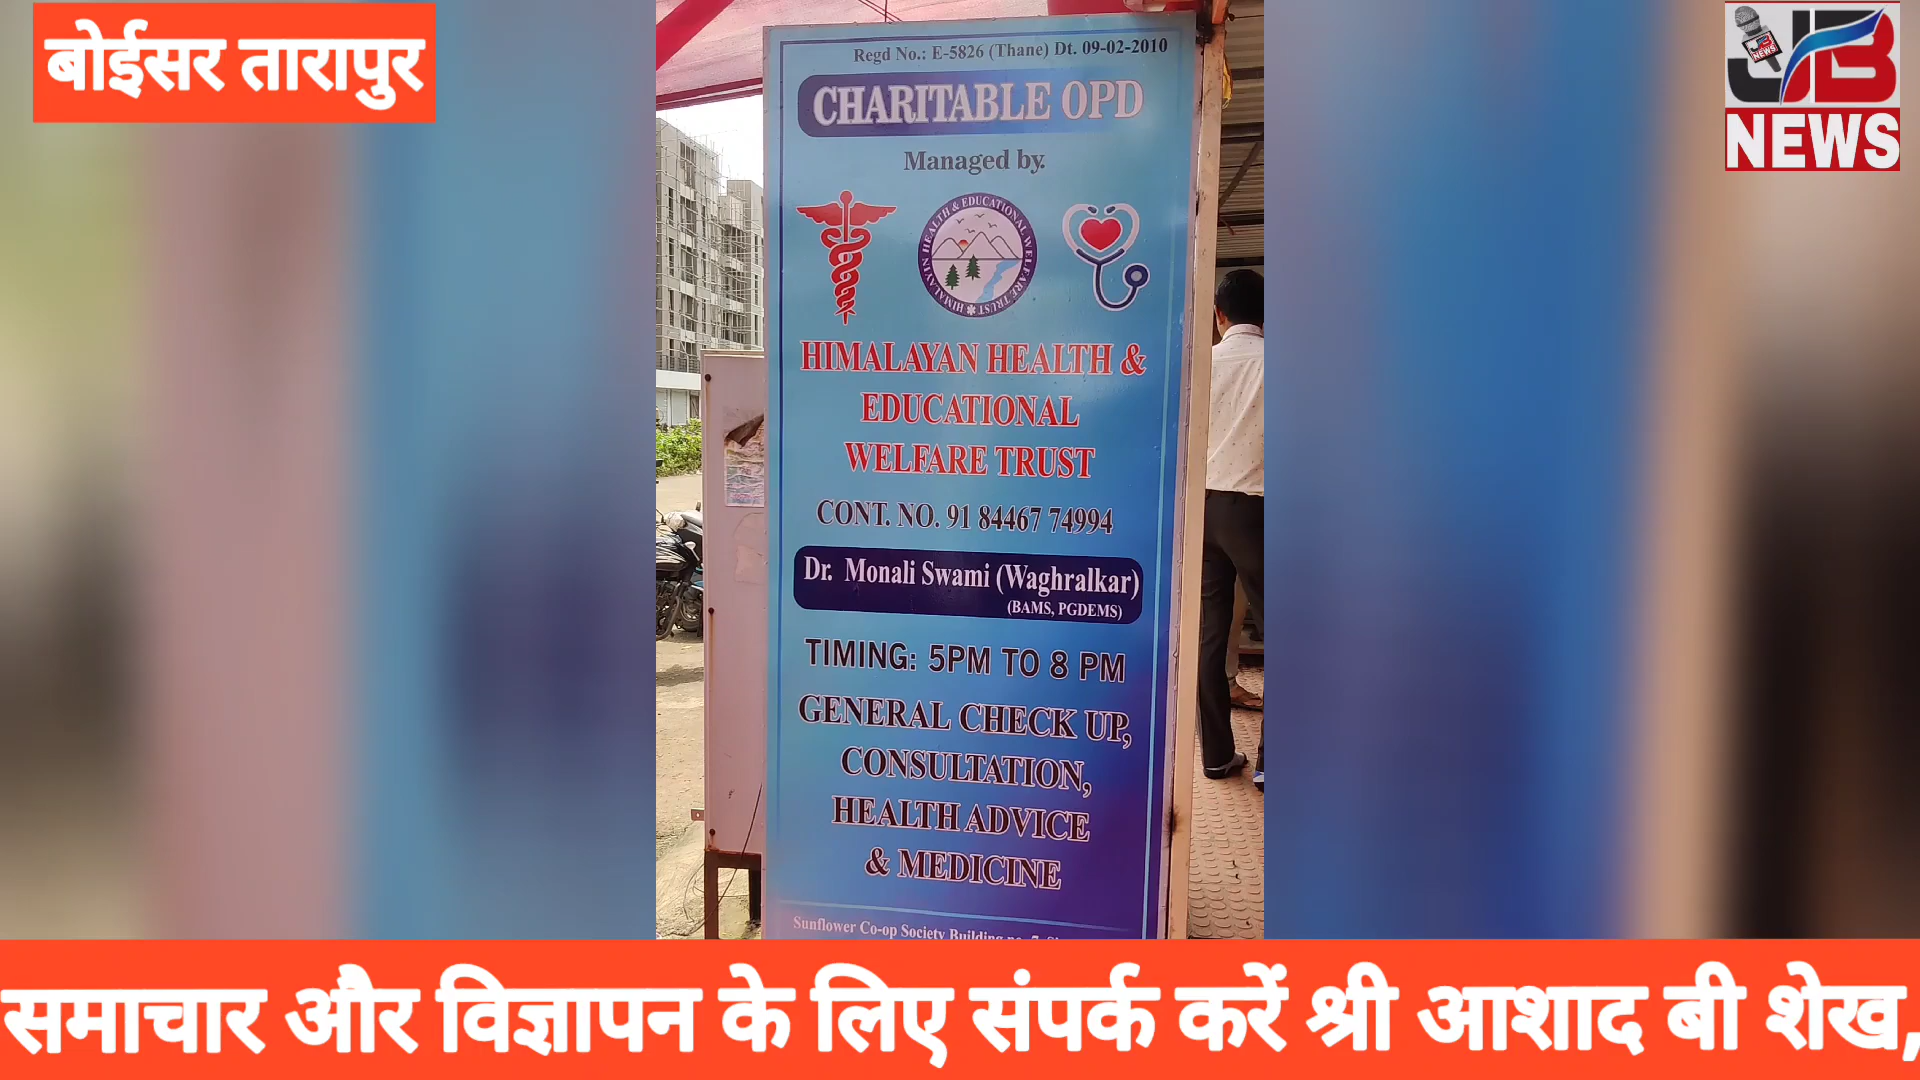 बोईसर तारापुर
JB
NEWS
NEWS
Regd No.: E-5826 (Thane) Dt. 09-02-2010
CHARITABLE OPD
Managed by.
HIMALAYAN HEALTH & EDUCATIONAL WELFARE TRUST
HIMALAYAN HEALTH &
EDUCATIONAL
WELFARE TRUST
CONT. NO. 91 84467 74994
Dr. Monali Swami (Waghralkar)
(BAMS, PGDEMS)
TIMING: 5PM TO 8 PM
GENERAL CHECK UP,
CONSULTATION,
HEALTH ADVICE
& MEDICINE
Sunflower Co-op Society Building
समाचार और विज्ञापन के लिए संपर्क करें श्री आशाद बी शेख,